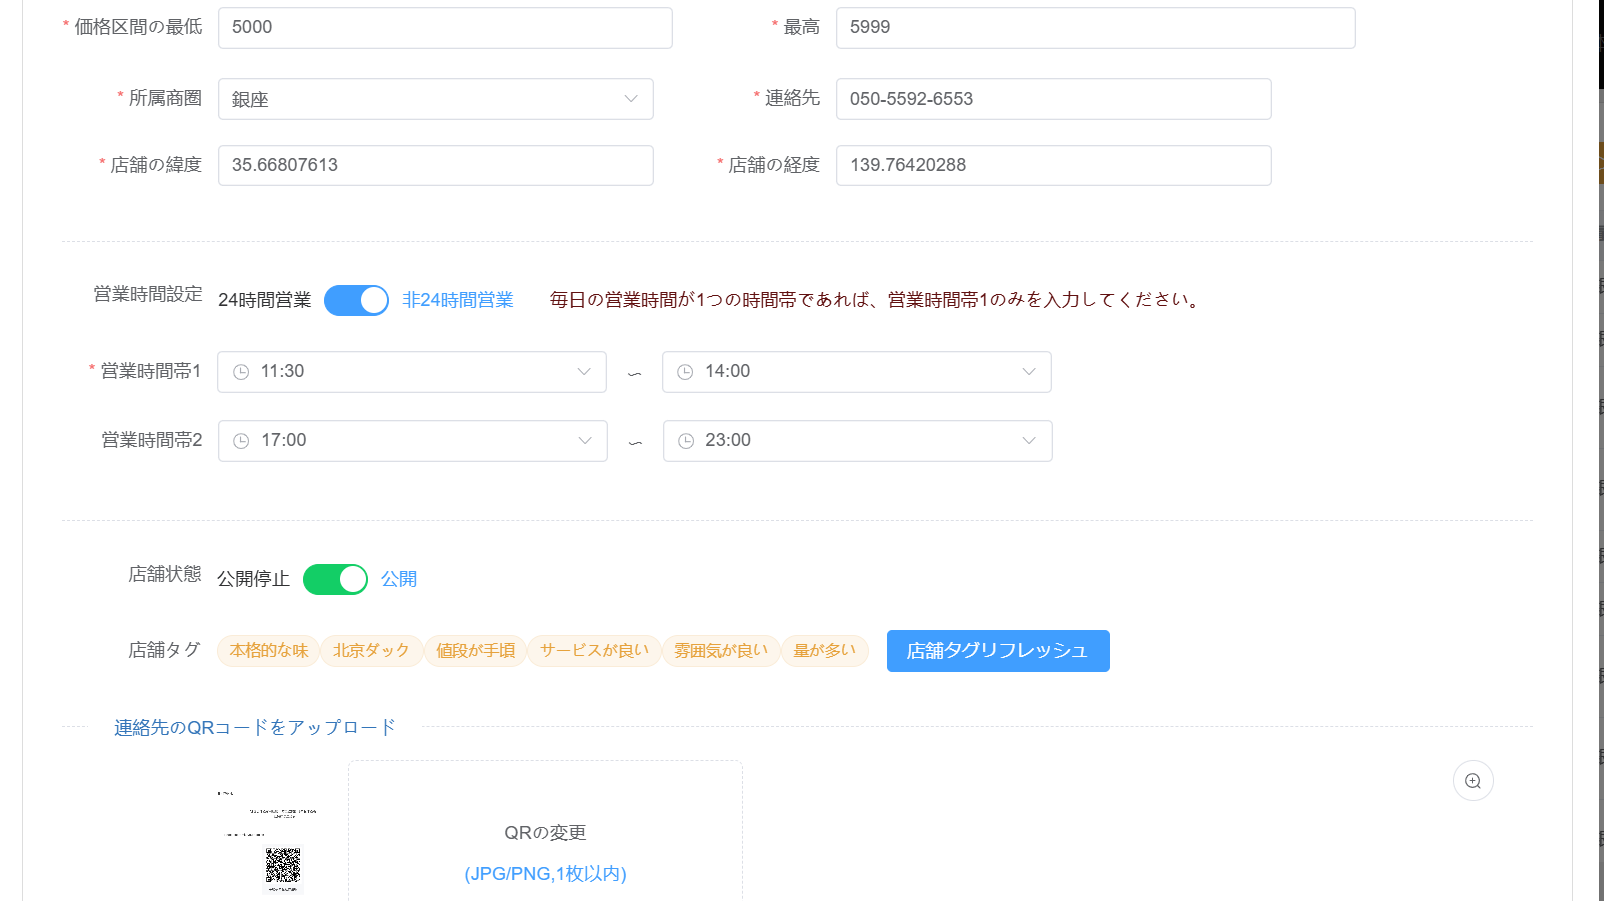 * 価格区間の最低 5000 * 最高 5999
* 所属商圏 銀座 * 連絡先 050-5592-6553
* 店舗の緯度 35.66807613 * 店舗の経度 139.76420288
営業時間設定 24時間営業 非24時間営業 毎日の営業時間が1つの時間帯であれば、営業時間帯1のみを入力してください。
* 営業時間帯1 11:30 ~ 14:00
営業時間帯2 17:00 ~ 23:00
店舗状態 公開停止 公開
店舗タグ 本格的な味 北京ダック 値段が手頃 サービスが良い 雰囲気が良い 量が多い 店舗タグリフレッシュ
連絡先のQRコードをアップロード
QRの変更
(JPG/PNG,1枚以内)